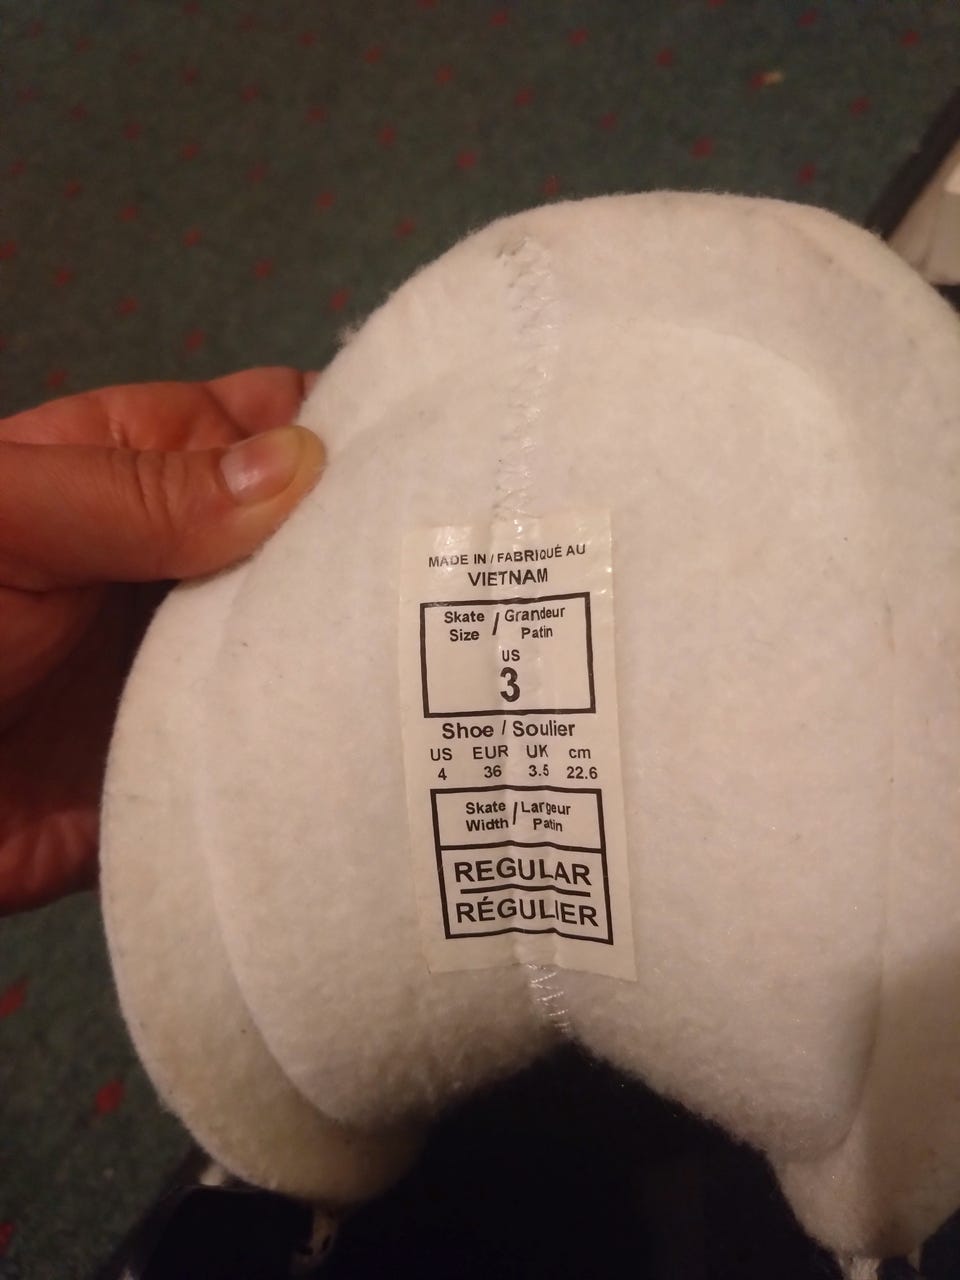 MADE IN / FABRIQUÉ AU
VIETNAM
Skate / Grandeur
Size Patin
US
3
Shoe / Soulier
US EUR UK cm
4 36 3.5 22.6
Skate / Largeur
Width Patin
REGULAR
RÉGULIER